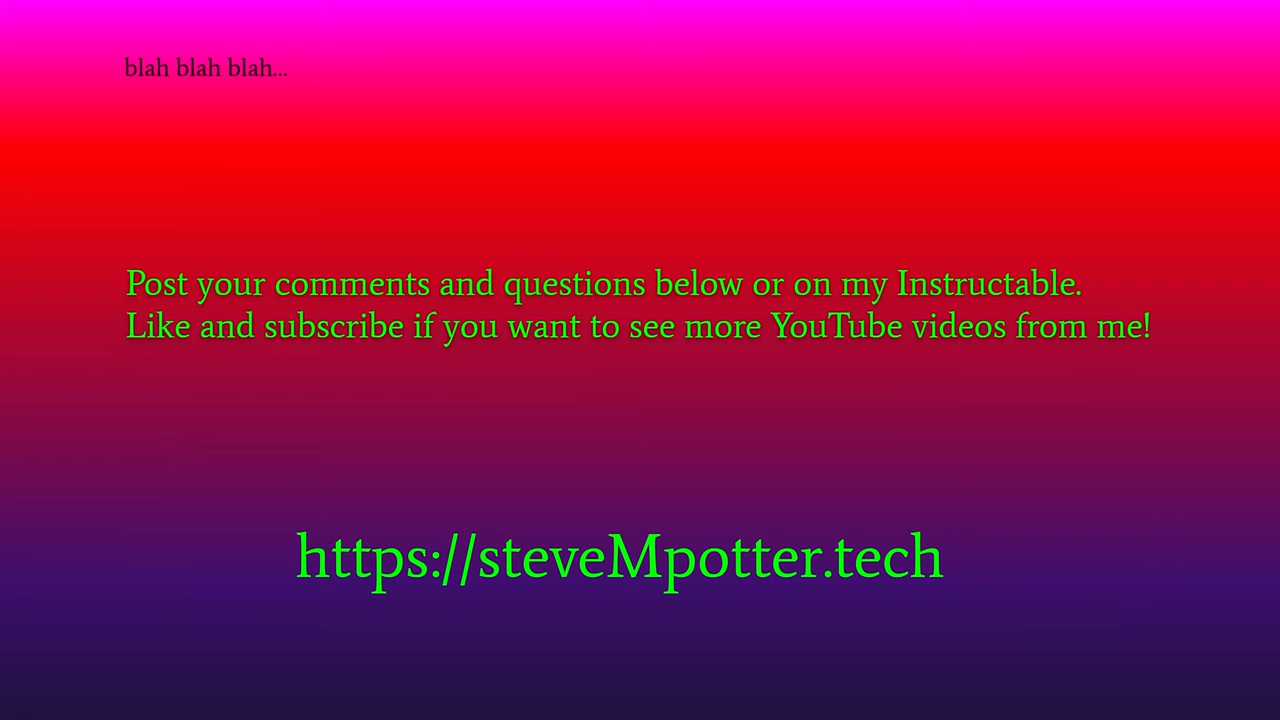 blah blah blah...
Post your comments and questions below or on my Instructable.
Like and subscribe if you want to see more YouTube videos from me!
https://steveMpotter.tech